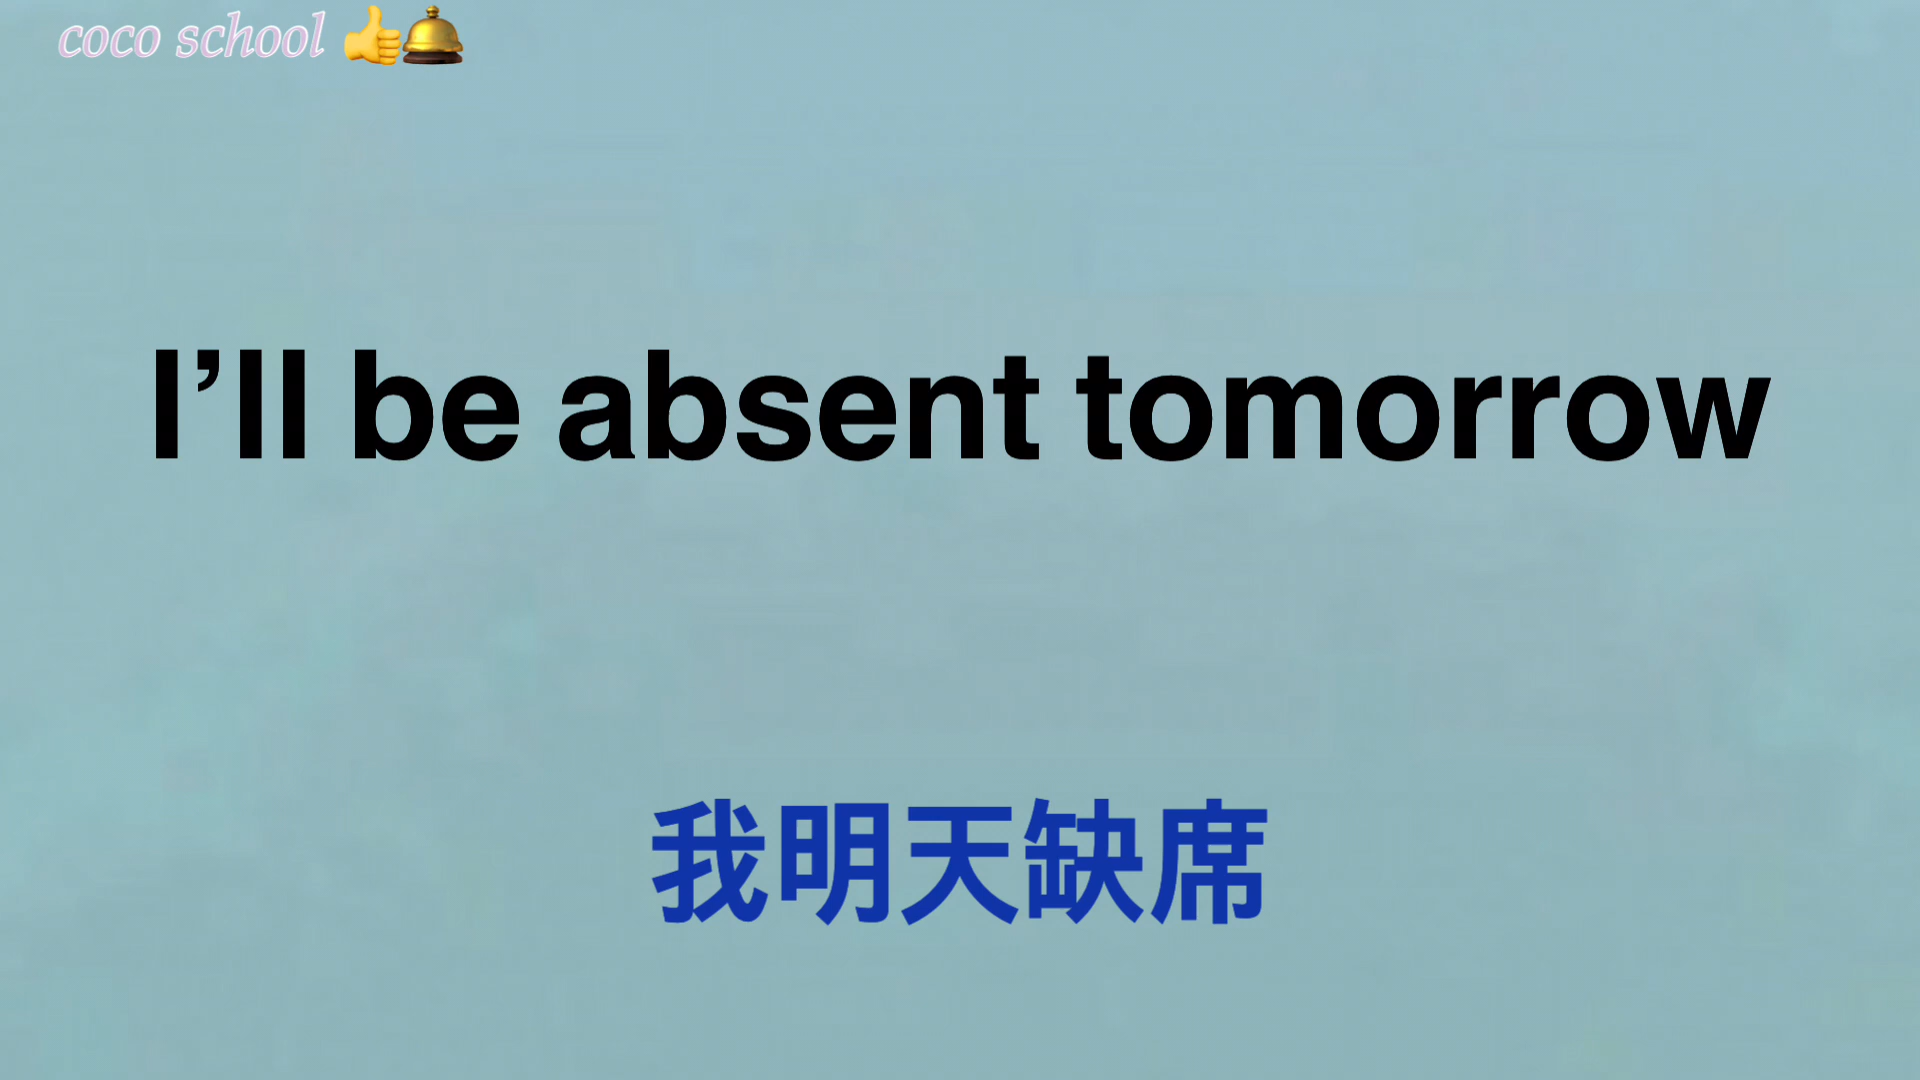 coco school 👍🛎️
I’ll be absent tomorrow
我明天缺席